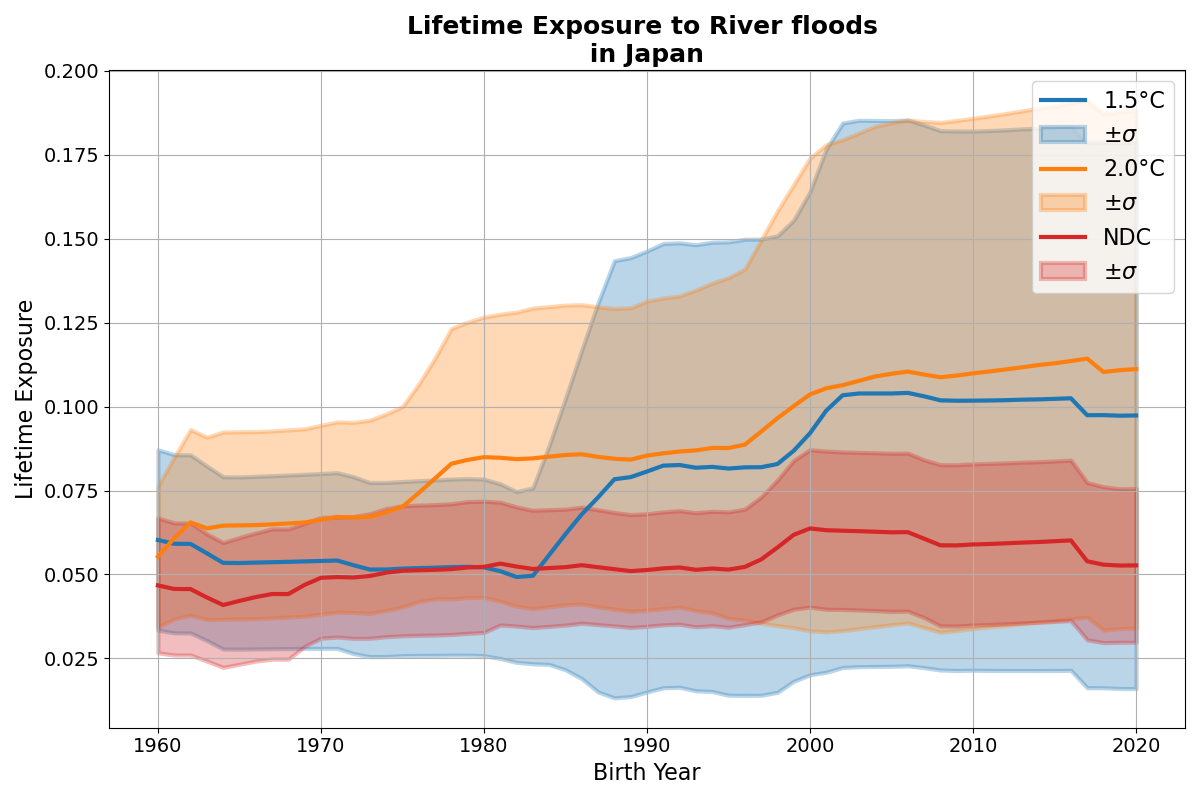 Lifetime Exposure to River floods
in Japan
Lifetime Exposure
0.200
0.175
0.150
0.125
0.100
0.075
0.050
0.025
1960
1970
1980
1990
2000
2010
2020
Birth Year
1.5°C
±σ
2.0°C
±σ
NDC
±σ